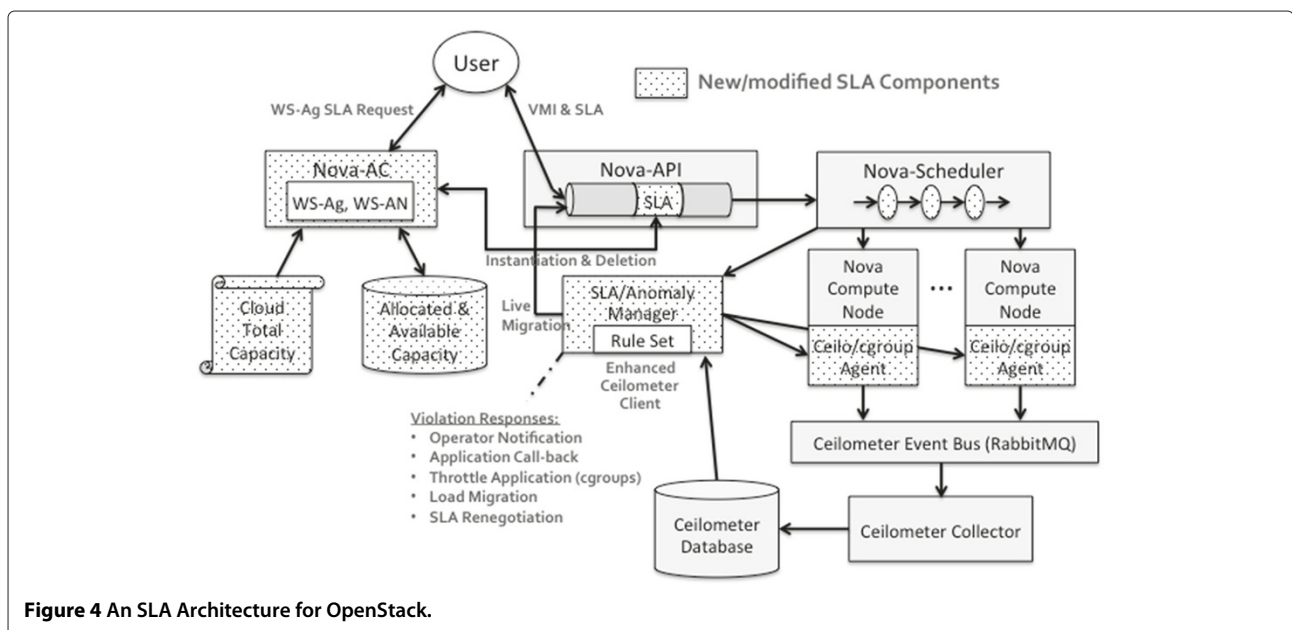 User
New/modified SLA Components
WS-Ag SLA Request
VMI & SLA
Nova-AC
WS-Ag, WS-AN
Nova-API
SLA
Nova-Scheduler
Instantiation & Deletion
Cloud
Total
Capacity
Allocated &
Available
Capacity
Live
Migration
SLA/Anomaly
Manager
Rule Set
Enhanced
Ceilometer
Client
Nova
Compute
Node
Ceilo/cgroup
Agent
...
Nova
Compute
Node
Ceilo/cgroup
Agent
Violation Responses:
• Operator Notification
• Application Call-back
• Throttle Application (cgroups)
• Load Migration
• SLA Renegotiation
Ceilometer Event Bus (RabbitMQ)
Ceilometer
Database
Ceilometer Collector
Figure 4 An SLA Architecture for OpenStack.